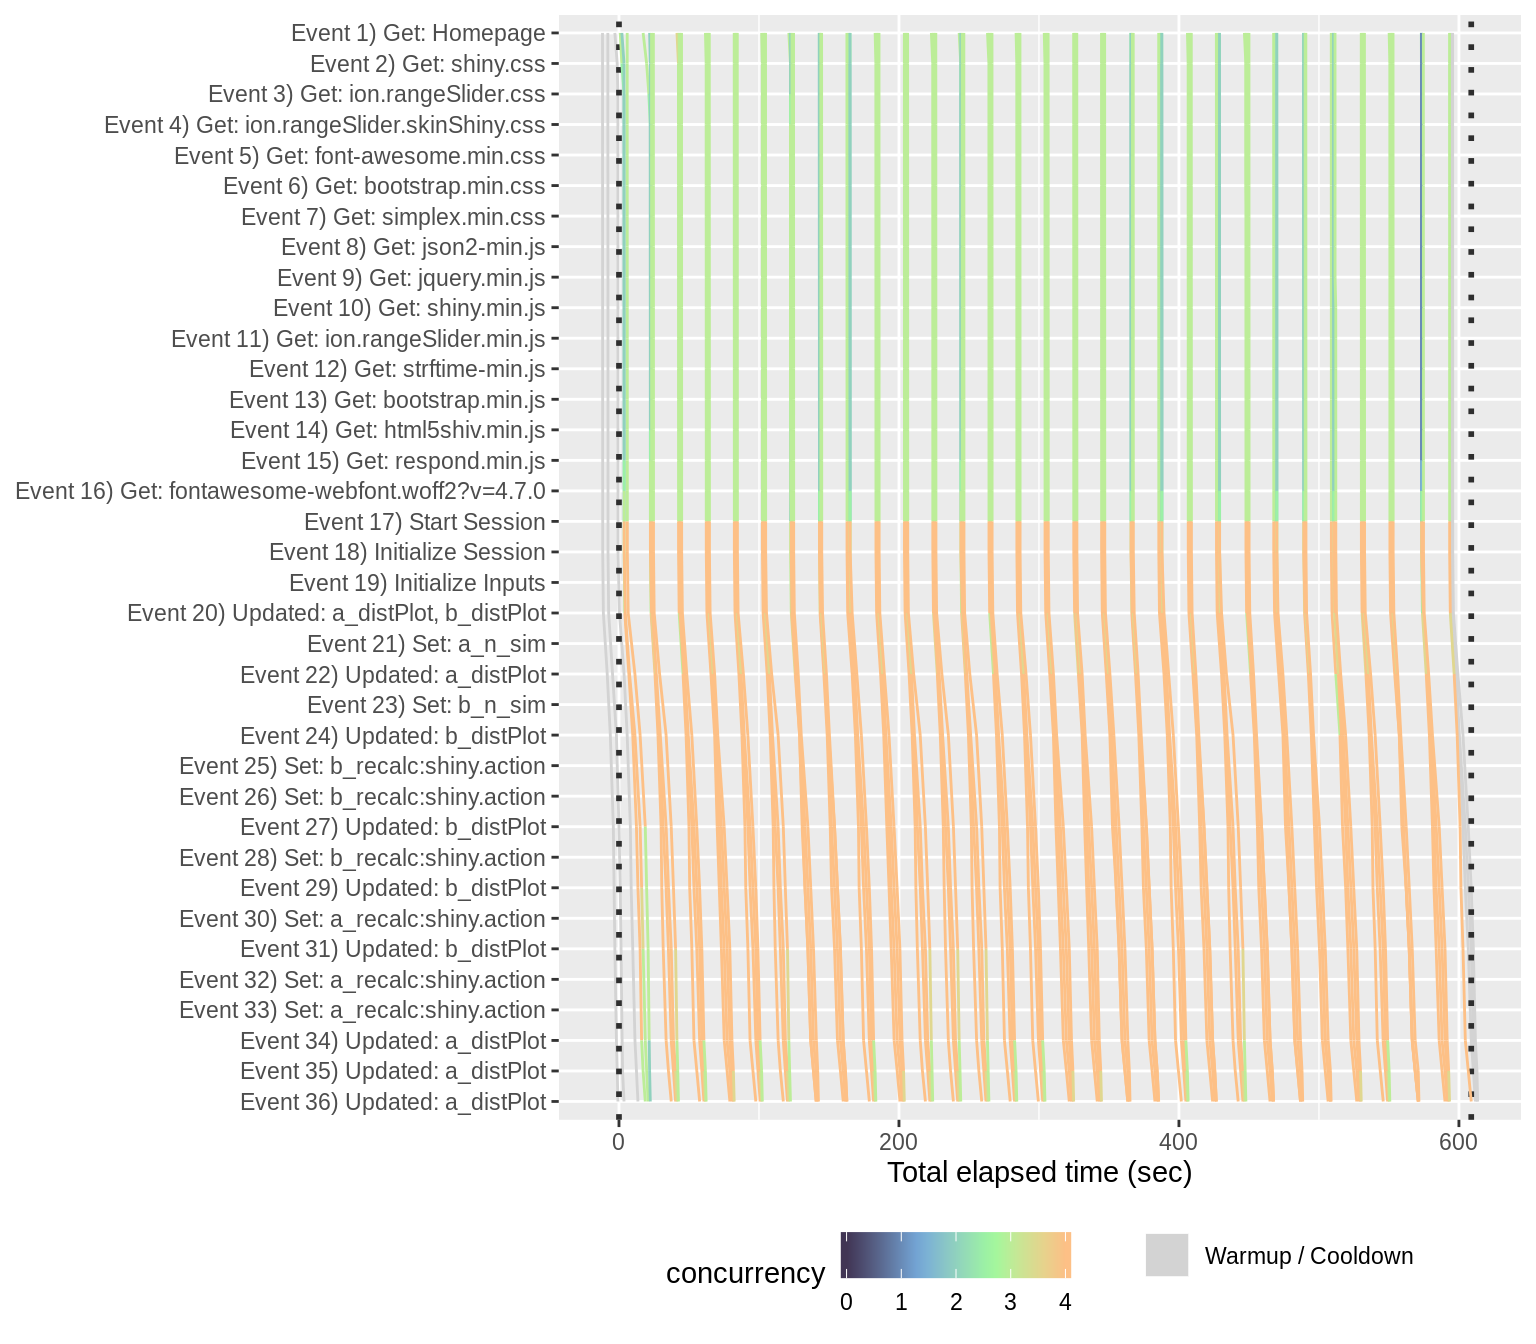 Event 1) Get: Homepage
Event 2) Get: shiny.css
Event 3) Get: ion.rangeSlider.css
Event 4) Get: ion.rangeSlider.skinShiny.css
Event 5) Get: font-awesome.min.css
Event 6) Get: bootstrap.min.css
Event 7) Get: simplex.min.css
Event 8) Get: json2-min.js
Event 9) Get: jquery.min.js
Event 10) Get: shiny.min.js
Event 11) Get: ion.rangeSlider.min.js
Event 12) Get: strftime-min.js
Event 13) Get: bootstrap.min.js
Event 14) Get: html5shiv.min.js
Event 15) Get: respond.min.js
Event 16) Get: fontawesome-webfont.woff2?v=4.7.0
Event 17) Start Session
Event 18) Initialize Session
Event 19) Initialize Inputs
Event 20) Updated: a_distPlot, b_distPlot
Event 21) Set: a_n_sim
Event 22) Updated: a_distPlot
Event 23) Set: b_n_sim
Event 24) Updated: b_distPlot
Event 25) Set: b_recalc:shiny.action
Event 26) Set: b_recalc:shiny.action
Event 27) Updated: b_distPlot
Event 28) Set: b_recalc:shiny.action
Event 29) Updated: b_distPlot
Event 30) Set: a_recalc:shiny.action
Event 31) Updated: b_distPlot
Event 32) Set: a_recalc:shiny.action
Event 33) Set: a_recalc:shiny.action
Event 34) Updated: a_distPlot
Event 35) Updated: a_distPlot
Event 36) Updated: a_distPlot
0 200 400 600
Total elapsed time (sec)
concurrency
0 1 2 3 4
Warmup / Cooldown